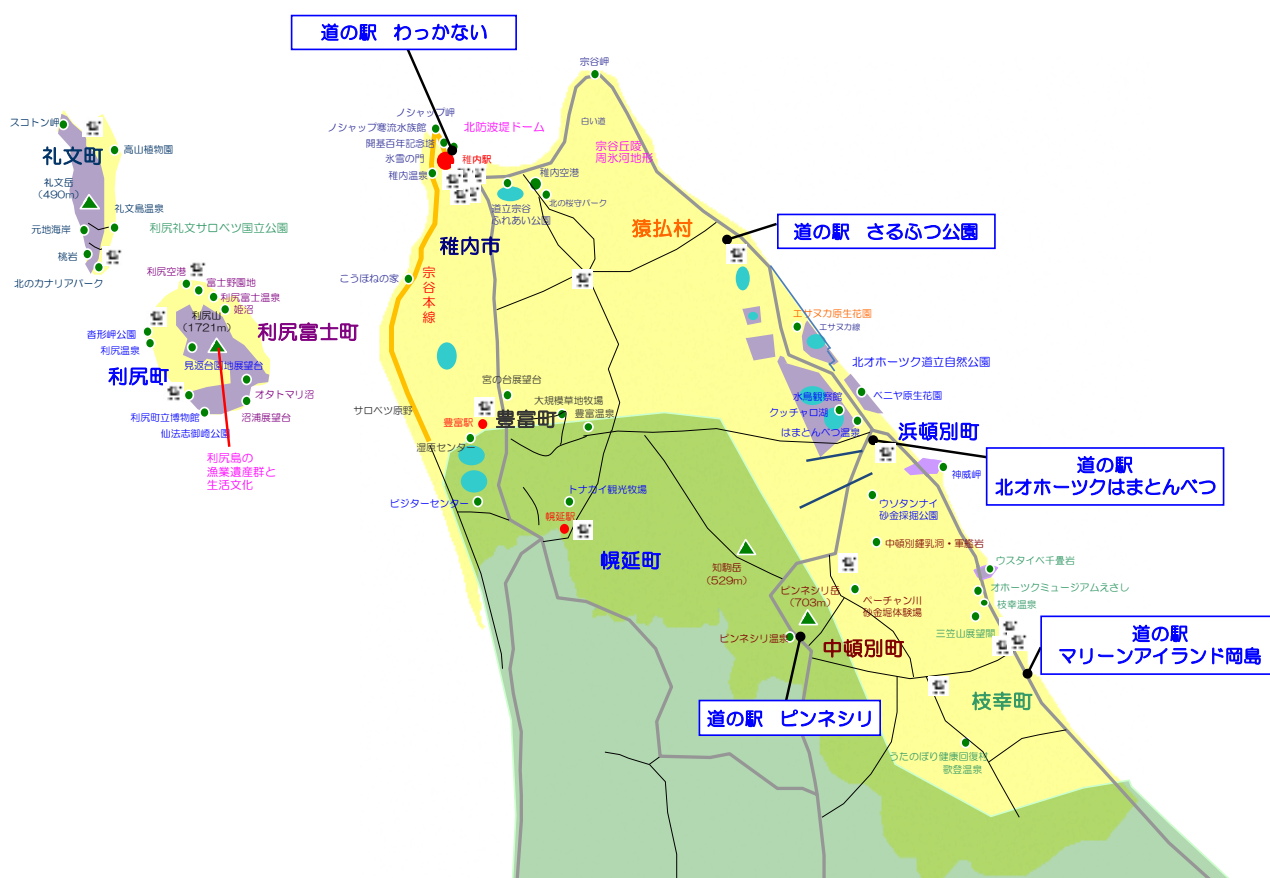 道の駅　わっかない
宗谷岬
スコトン岬
礼文町
高山植物園
礼文岳
(490m)
礼文島温泉
元地海岸
利尻礼文サロベツ国立公園
桃岩
北のカナリアパーク
ノシャップ岬
ノシャップ寒流水族館
北防波堤ドーム
開基百年記念塔
氷雪の門
稚内駅
稚内温泉
白い道
宗谷丘陵
周氷河地形
稚内空港
北の桜守パーク
道立宗谷
ふれあい公園
稚内市
猿払村
道の駅　さるふつ公園
こうほねの家
宗谷本線
利尻空港
富士野園地
利尻富士温泉
姫沼
利尻山
(1721m)
利尻富士町
沓形岬公園
利尻温泉
利尻町
見返台園地展望台
オタトマリ沼
利尻町立博物館
沼浦展望台
仙法志御崎公園
利尻島の
漁業遺産群と
生活文化
エサヌカ原生花園
エサヌカ線
北オホーツク道立自然公園
水鳥観察館
ベニヤ原生花園
クッチャロ湖
はまとんべつ温泉
浜頓別町
道の駅
北オホーツクはまとんべつ
神威岬
宮の台展望台
大規模草地牧場
サロベツ原野
豊富駅
豊富町
豊富温泉
湿原センター
トナカイ観光牧場
ビジターセンター
幌延駅
幌延町
ウソタンナイ
砂金採掘公園
中頓別鍾乳洞・軍艦岩
知駒岳
(529m)
ピンネシリ岳
(703m)
ペーチャン川
砂金堀体験場
ウスタイベ千畳岩
オホーツクミュージアムえさし
枝幸温泉
三笠山展望閣
ピンネシリ温泉
中頓別町
道の駅
マリーンアイランド岡島
枝幸町
道の駅　ピンネシリ
うたのぼり健康回復村
歌登温泉